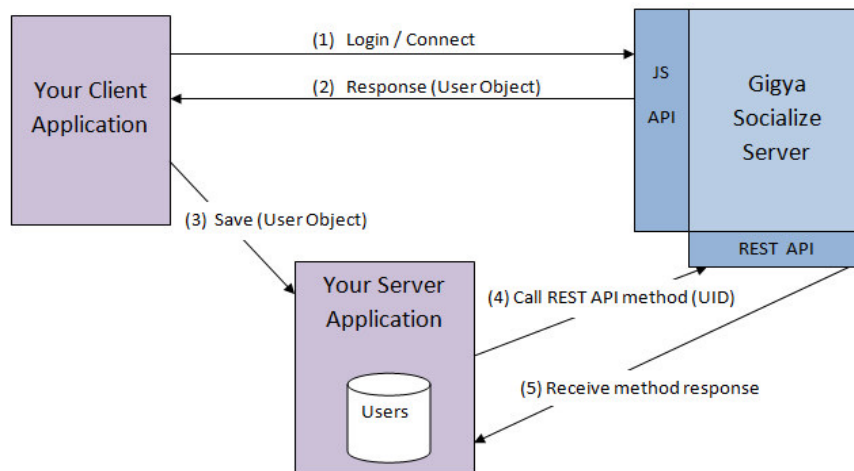 (1) Login / Connect
(2) Response (User Object)
Your Client
Application
JS
API
Gigya
Socialize
Server
(3) Save (User Object)
REST API
Your Server
Application
(4) Call REST API method (UID)
(5) Receive method response
Users